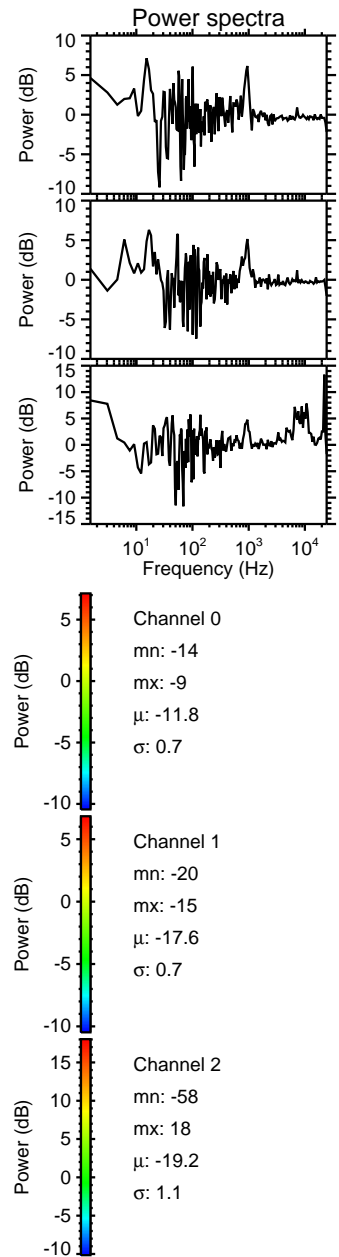 Power spectra
10
5
0
-5
-10
Power (dB)
10
5
0
-5
-10
Power (dB)
15
10
5
0
-5
-10
-15
Power (dB)
10¹ 10² 10³ 10⁴
Frequency (Hz)
5
0
-5
-10
Power (dB)
Channel 0
mn: -14
mx: -9
μ: -11.8
σ: 0.7
5
0
-5
-10
Power (dB)
Channel 1
mn: -20
mx: -15
μ: -17.6
σ: 0.7
15
10
5
0
-5
-10
Power (dB)
Channel 2
mn: -58
mx: 18
μ: -19.2
σ: 1.1